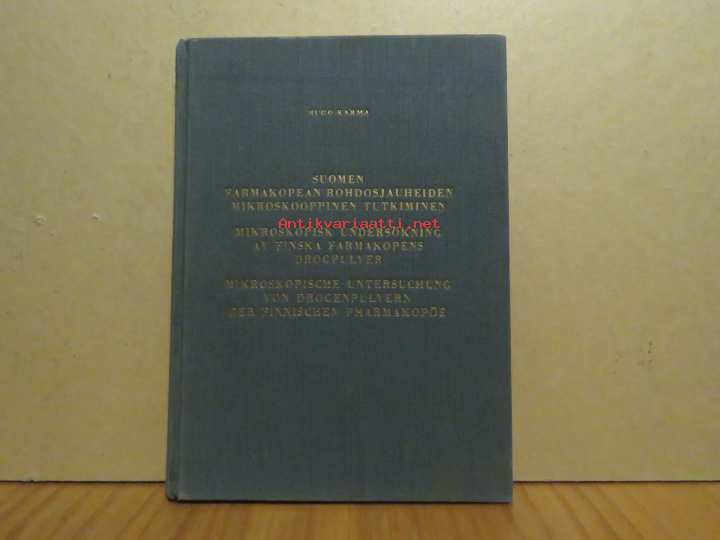 HUGO KARMA
SUOMEN
FARMAKOPEAN ROHDOSJAUHEIDEN
MIKROSKOOPPINEN TUTKIMINEN
Antikvariaatti.net
MIKROSKOPISK UNDERSÖKNING
AV FINSKA FARMAKOPENS
DROGPULVER
MIKROSKOPISCHE UNTERSUCHUNG
VON DROGENPULVERN
DER FINNISCHEN PHARMAKOPÖE